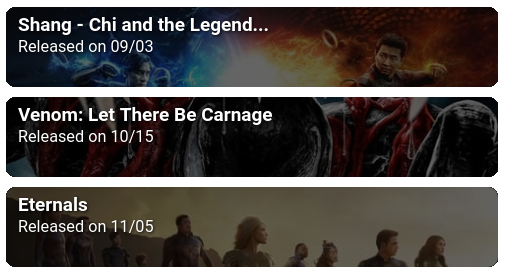 Shang - Chi and the Legend...
Released on 09/03
Venom: Let There Be Carnage
Released on 10/15
Eternals
Released on 11/05